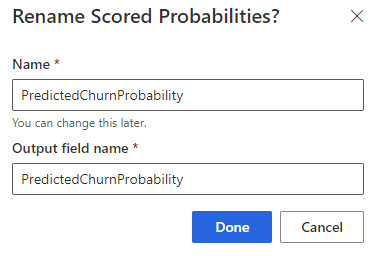 Rename Scored Probabilities?
Name *
PredictedChurnProbability
You can change this later.
Output field name *
PredictedChurnProbability
Done
Cancel